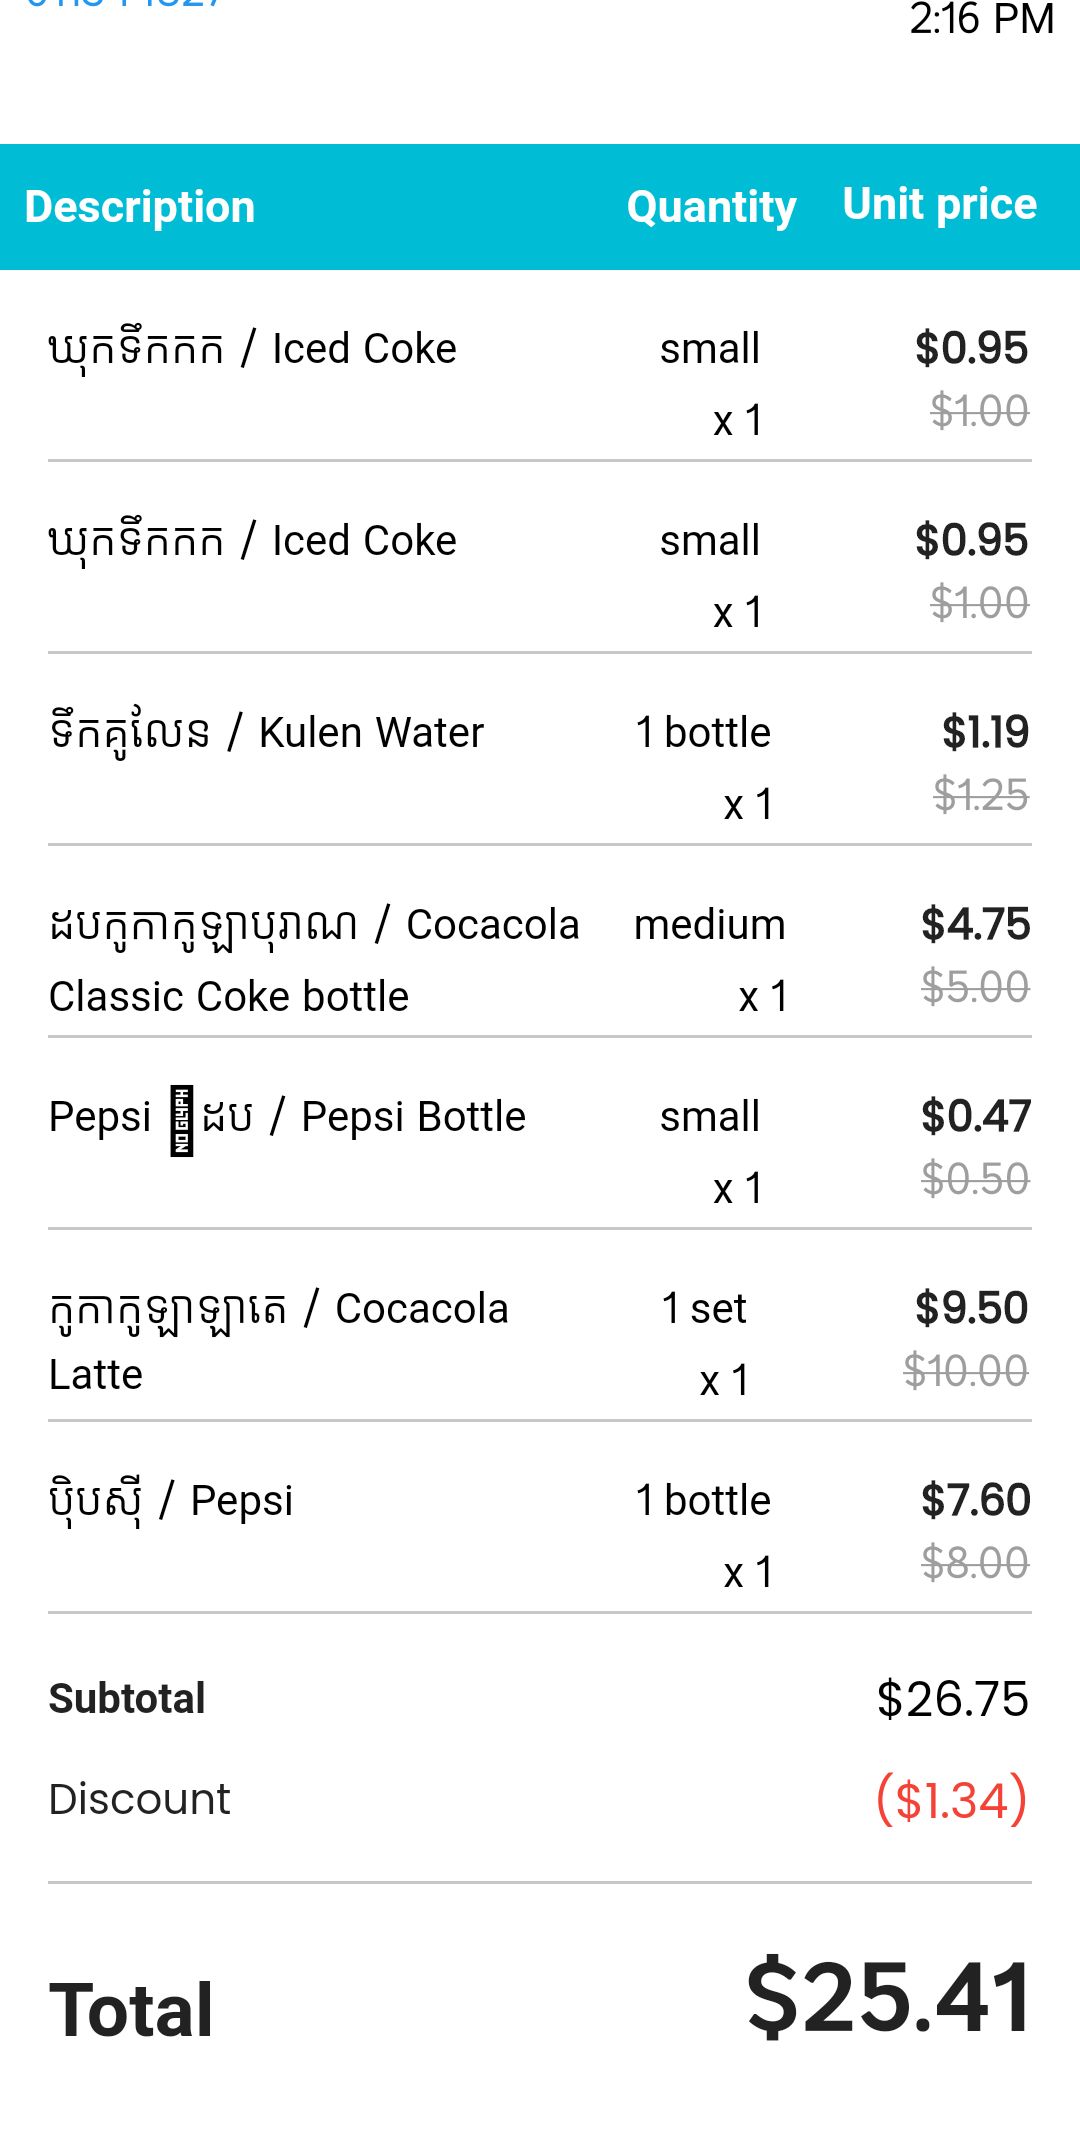 2:16 PM
Description Quantity Unit price
ឃុកទឹកកក / Iced Coke small $0.95
x 1 $1.00
ឃុកទឹកកក / Iced Coke small $0.95
x 1 $1.00
ទឹកគូលែន / Kulen Water 1 bottle $1.19
x 1 $1.25
ដបកូកាកូឡាបុរាណ / Cocacola medium $4.75
Classic Coke bottle x 1 $5.00
Pepsi ដប / Pepsi Bottle small $0.47
x 1 $0.50
កូកាកូឡាឡាតេ / Cocacola 1 set $9.50
Latte x 1 $10.00
ប៉ិបស៊ី / Pepsi 1 bottle $7.60
x 1 $8.00
Subtotal $26.75
Discount ($1.34)
Total $25.41